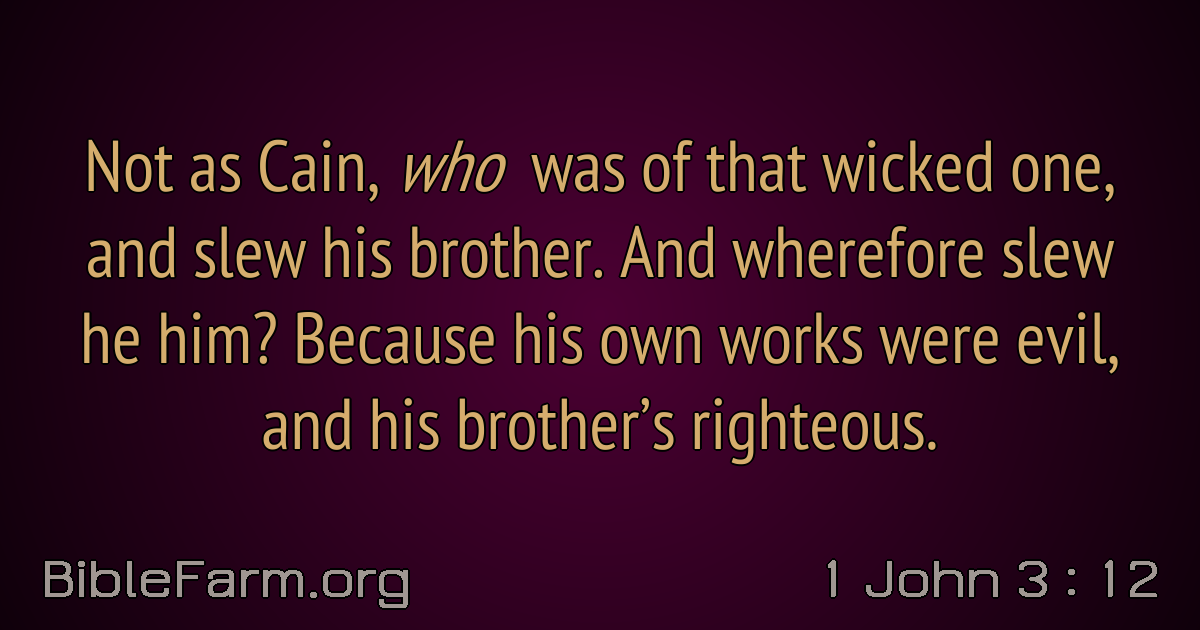 Not as Cain, who was of that wicked one,
and slew his brother. And wherefore slew
he him? Because his own works were evil,
and his brother’s righteous.
BibleFarm.org
1 John 3 : 12